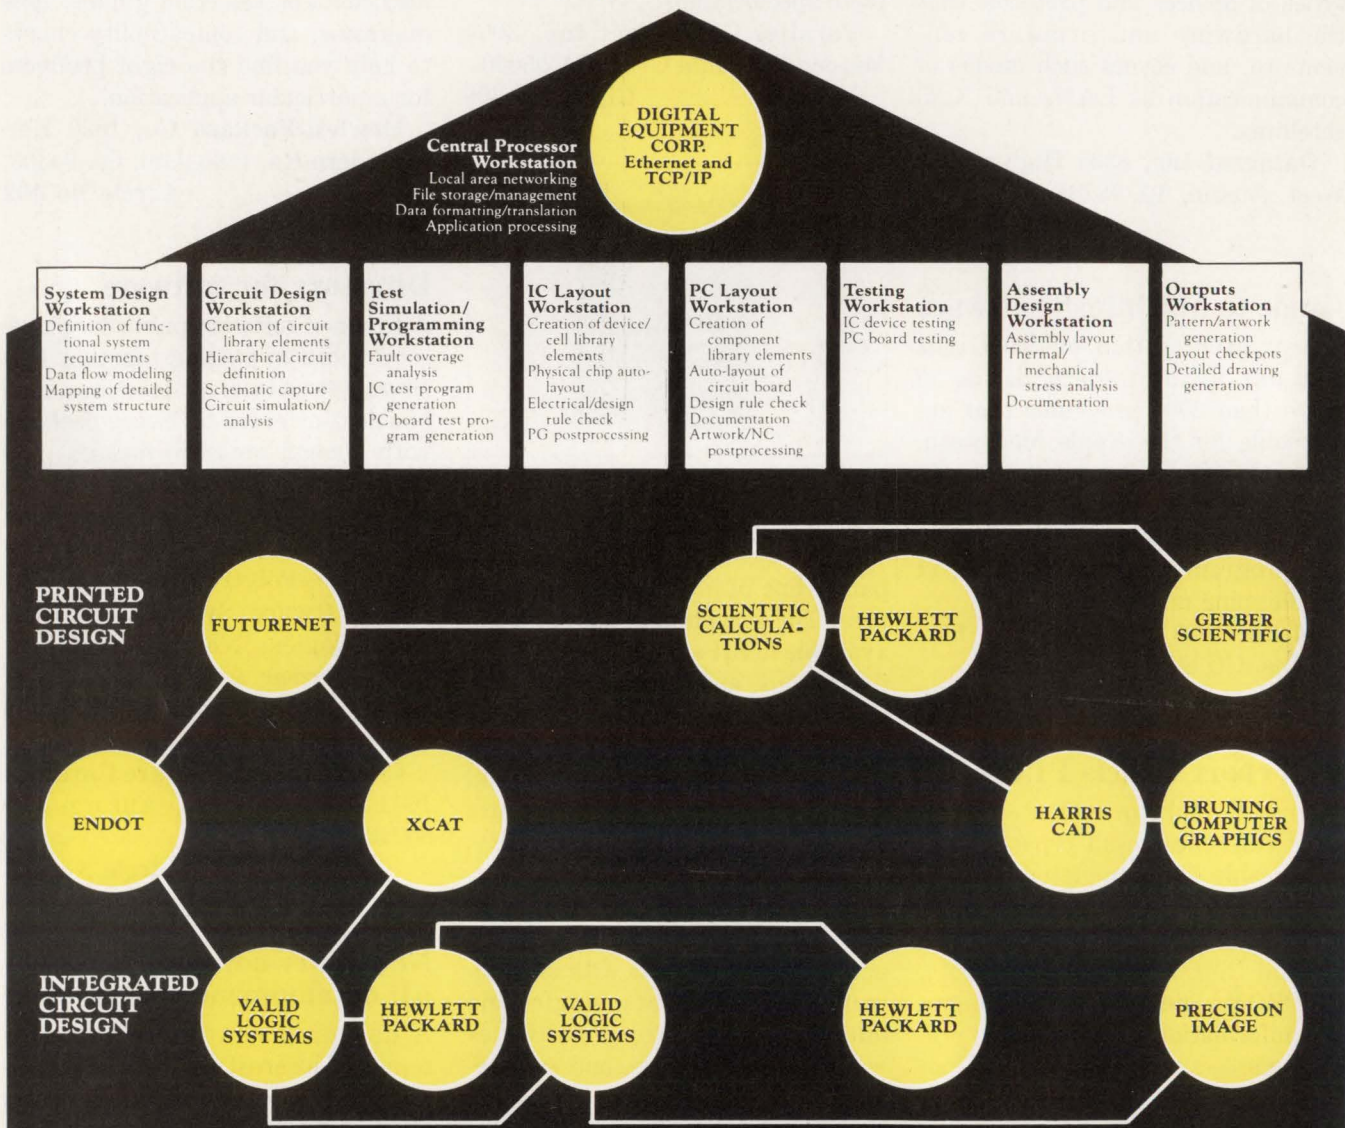 DIGITAL
EQUIPMENT
CORP.
Ethernet and
TCP/IP
Central Processor
Workstation
Local area networking
File storage/management
Data formatting/translation
Application processing
System Design
Workstation
Definition of func-
tional system
requirements
Data flow modeling
Mapping of detailed
system structure
Circuit Design
Workstation
Creation of circuit
library elements
Hierarchical circuit
definition
Schematic capture
Circuit simulation/
analysis
Test
Simulation/
Programming
Workstation
Fault coverage
analysis
IC test program
generation
PC board test pro-
gram generation
IC Layout
Workstation
Creation of device/
cell library
elements
Physical chip auto-
layout
Electrical/design
rule check
PG postprocessing
PC Layout
Workstation
Creation of
component
library elements
Auto-layout of
circuit board
Design rule check
Documentation
Artwork/NC
postprocessing
Testing
Workstation
IC device testing
PC board testing
Assembly
Design
Workstation
Assembly layout
Thermal/
mechanical
stress analysis
Documentation
Outputs
Workstation
Pattern/artwork
generation
Layout checkpots
Detailed drawing
generation
PRINTED
CIRCUIT
DESIGN
FUTURENET
SCIENTIFIC
CALCULA-
TIONS
HEWLETT
PACKARD
GERBER
SCIENTIFIC
ENDOT
XCAT
HARRIS
CAD
BRUNING
COMPUTER
GRAPHICS
INTEGRATED
CIRCUIT
DESIGN
VALID
LOGIC
SYSTEMS
HEWLETT
PACKARD
VALID
LOGIC
SYSTEMS
HEWLETT
PACKARD
PRECISION
IMAGE